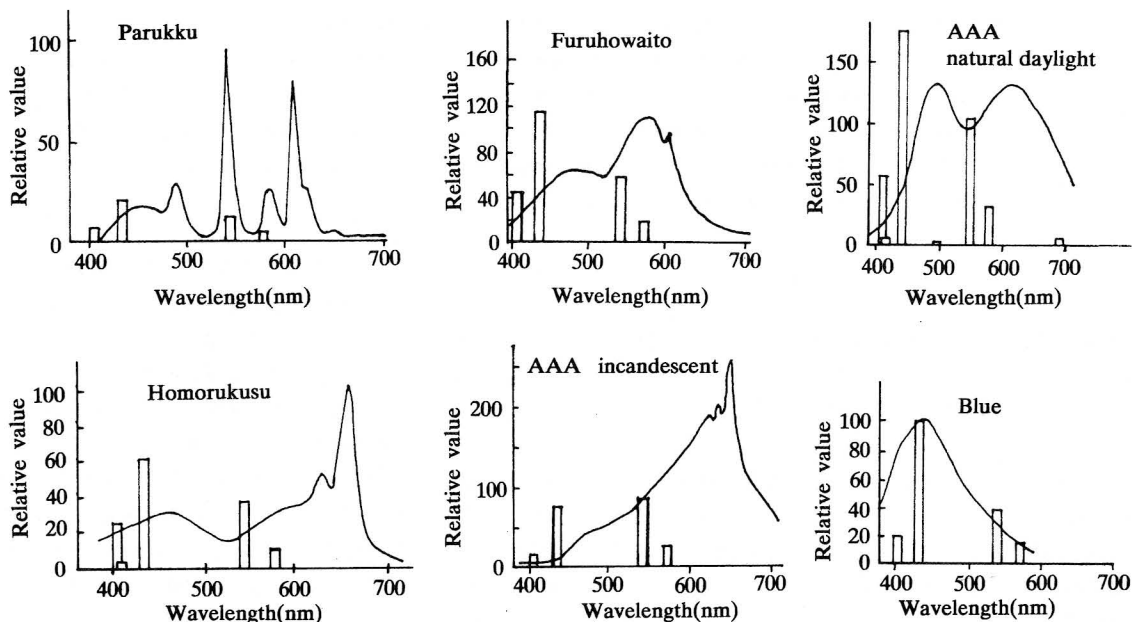 Parukku
Relative value
100
50
0
400 500 600 700
Wavelength(nm)
Furuhowaito
Relative value
160
120
80
40
0
400 500 600 700
Wavelength(nm)
AAA
natural daylight
Relative value
150
100
50
0
400 500 600 700
Wavelength(nm)
Homorukusu
Relative value
100
80
60
40
20
0
400 500 600 700
Wavelength(nm)
AAA incandescent
Relative value
200
100
0
400 500 600 700
Wavelength(nm)
Blue
Relative value
100
80
60
40
20
0
400 500 600 700
Wavelength(nm)